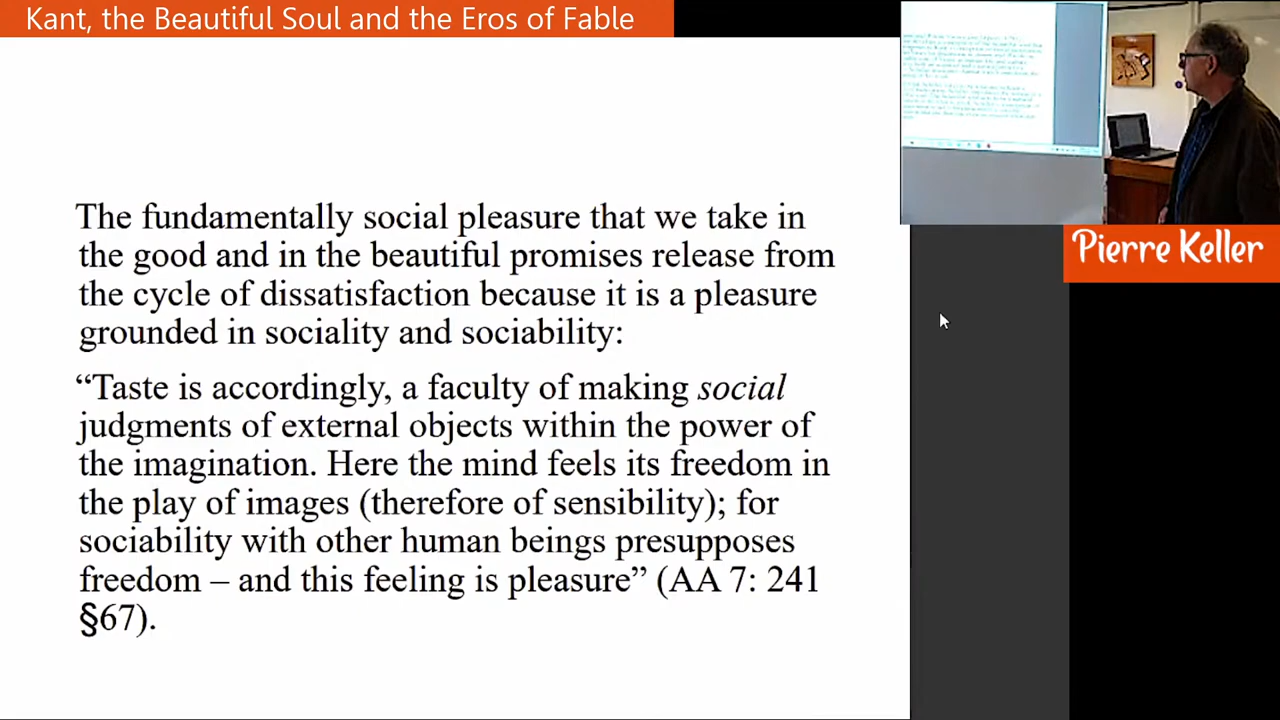 Kant, the Beautiful Soul and the Eros of Fable
The fundamentally social pleasure that we take in
the good and in the beautiful promises release from
the cycle of dissatisfaction because it is a pleasure
grounded in sociality and sociability:
“Taste is accordingly, a faculty of making social
judgments of external objects within the power of
the imagination. Here the mind feels its freedom in
the play of images (therefore of sensibility); for
sociability with other human beings presupposes
freedom – and this feeling is pleasure” (AA 7: 241
§67).
Pierre Keller